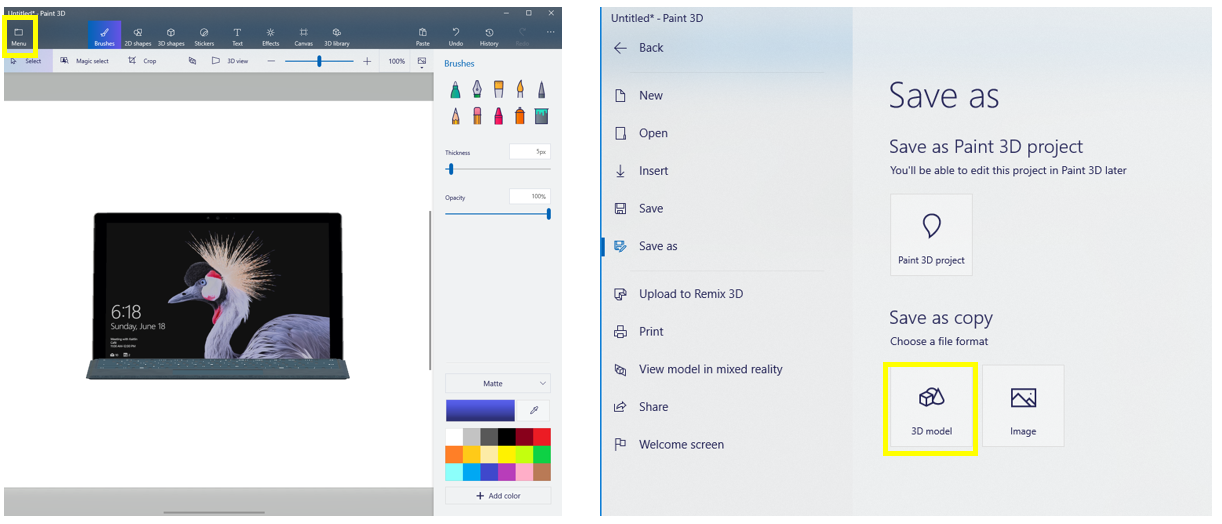 Untitled* - Paint 3D
Menu
Brushes
2D shapes
3D shapes
Stickers
Text
Effects
Canvas
3D library
Paste
Undo
History
Redo
Select
Magic select
Crop
3D view
100%
Brushes
Thickness
5px
Opacity
100%
6:18
Sunday, June 18
Matte
Add color
Untitled* - Paint 3D
Back
New
Open
Insert
Save
Save as
Upload to Remix 3D
Print
View model in mixed reality
Share
Welcome screen
Save as
Save as Paint 3D project
You'll be able to edit this project in Paint 3D later
Paint 3D project
Save as copy
Choose a file format
3D model
Image